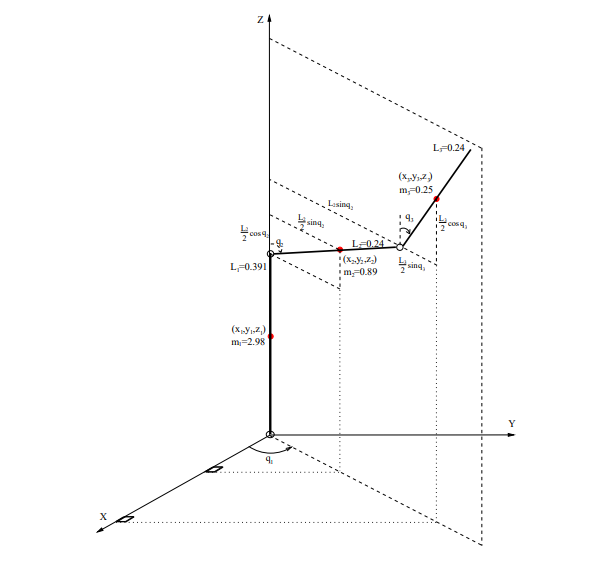 Z
L₃=0.24
(x₃,y₃,z₃)
m₃=0.25
L₂sinq₂
L₂/2 sinq₂
q₃
L₃/2 cosq₃
L₂/2 cosq₂
q₂
L₂=0.24
L₁=0.391
(x₂,y₂,z₂)
m₂=0.89
L₃/2 sinq₃
(x₁,y₁,z₁)
m₁=2.98
Y
q₁
X